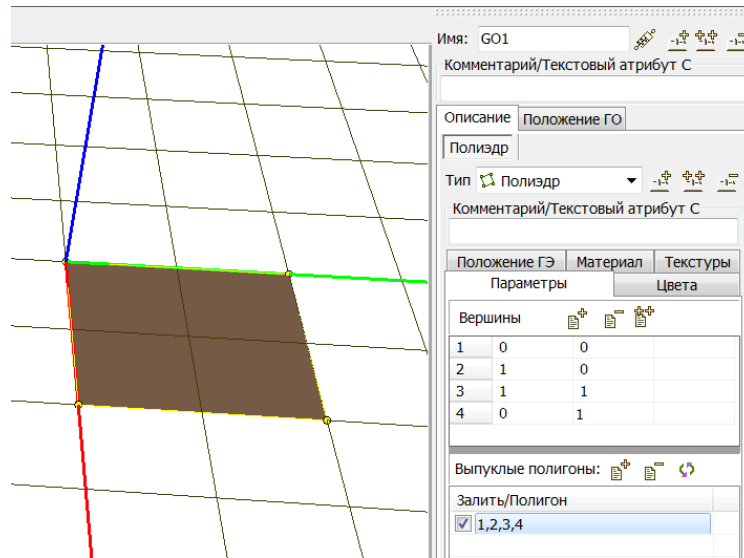 Имя: GO1
Комментарий/Текстовый атрибут C
Описание Положение ГО
Полиэдр
Тип Полиэдр
Комментарий/Текстовый атрибут C
Положение ГЭ Материал Текстуры
Параметры Цвета
Вершины
1 0 0
2 1 0
3 1 1
4 0 1
Выпуклые полигоны:
Залить/Полигон
1,2,3,4